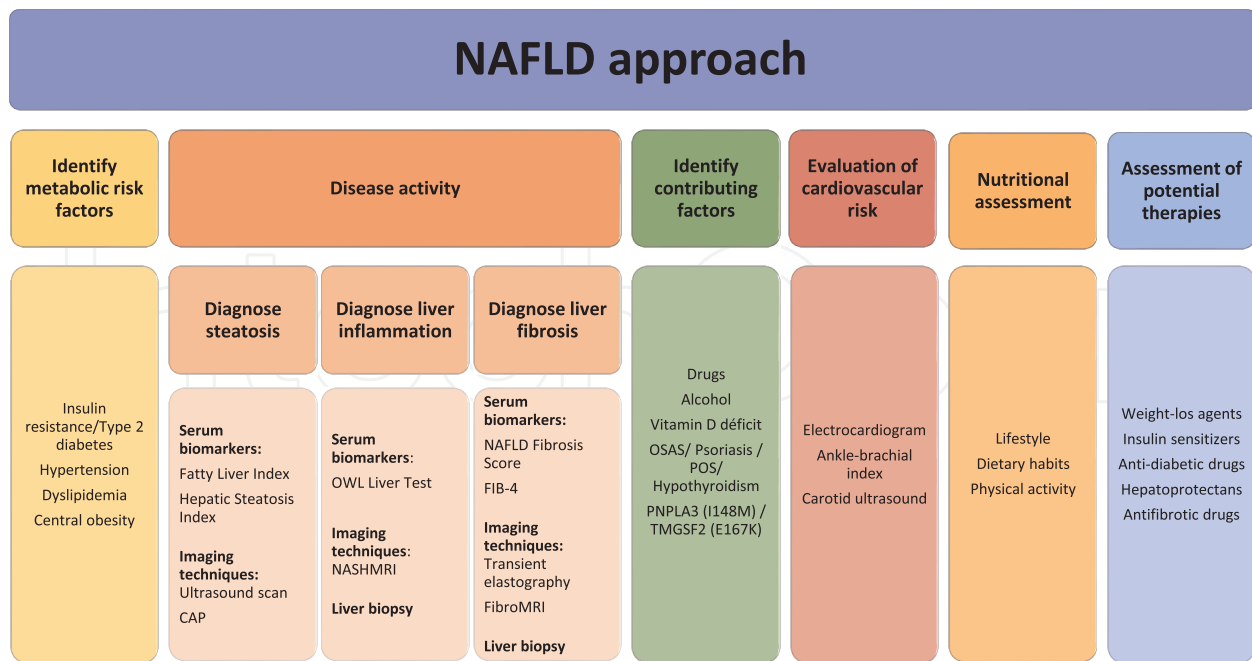 NAFLD approach
Identify
metabolic risk
factors
Disease activity
Identify
contributing
factors
Evaluation of
cardiovascular
risk
Nutritional
assessment
Assessment of
potential
therapies
Insulin
resistance/Type 2
diabetes
Hypertension
Dyslipidemia
Central obesity
Diagnose
steatosis
Serum
biomarkers:
Fatty Liver Index
Hepatic Steatosis
Index
Imaging
techniques:
Ultrasound scan
CAP
Diagnose liver
inflammation
Serum
biomarkers:
OWL Liver Test
Imaging
techniques:
NASHMRI
Liver biopsy
Diagnose liver
fibrosis
Serum
biomarkers:
NAFLD Fibrosis
Score
FIB-4
Imaging
techniques:
Transient
elastography
FibroMRI
Liver biopsy
Drugs
Alcohol
Vitamin D déficit
OSAS/ Psoriasis /
POS/
Hypothyroidism
PNPLA3 (I148M) /
TMGSF2 (E167K)
Electrocardiogram
Ankle-brachial
index
Carotid ultrasound
Lifestyle
Dietary habits
Physical activity
Weight-los agents
Insulin sensitizers
Anti-diabetic drugs
Hepatoprotectans
Antifibrotic drugs